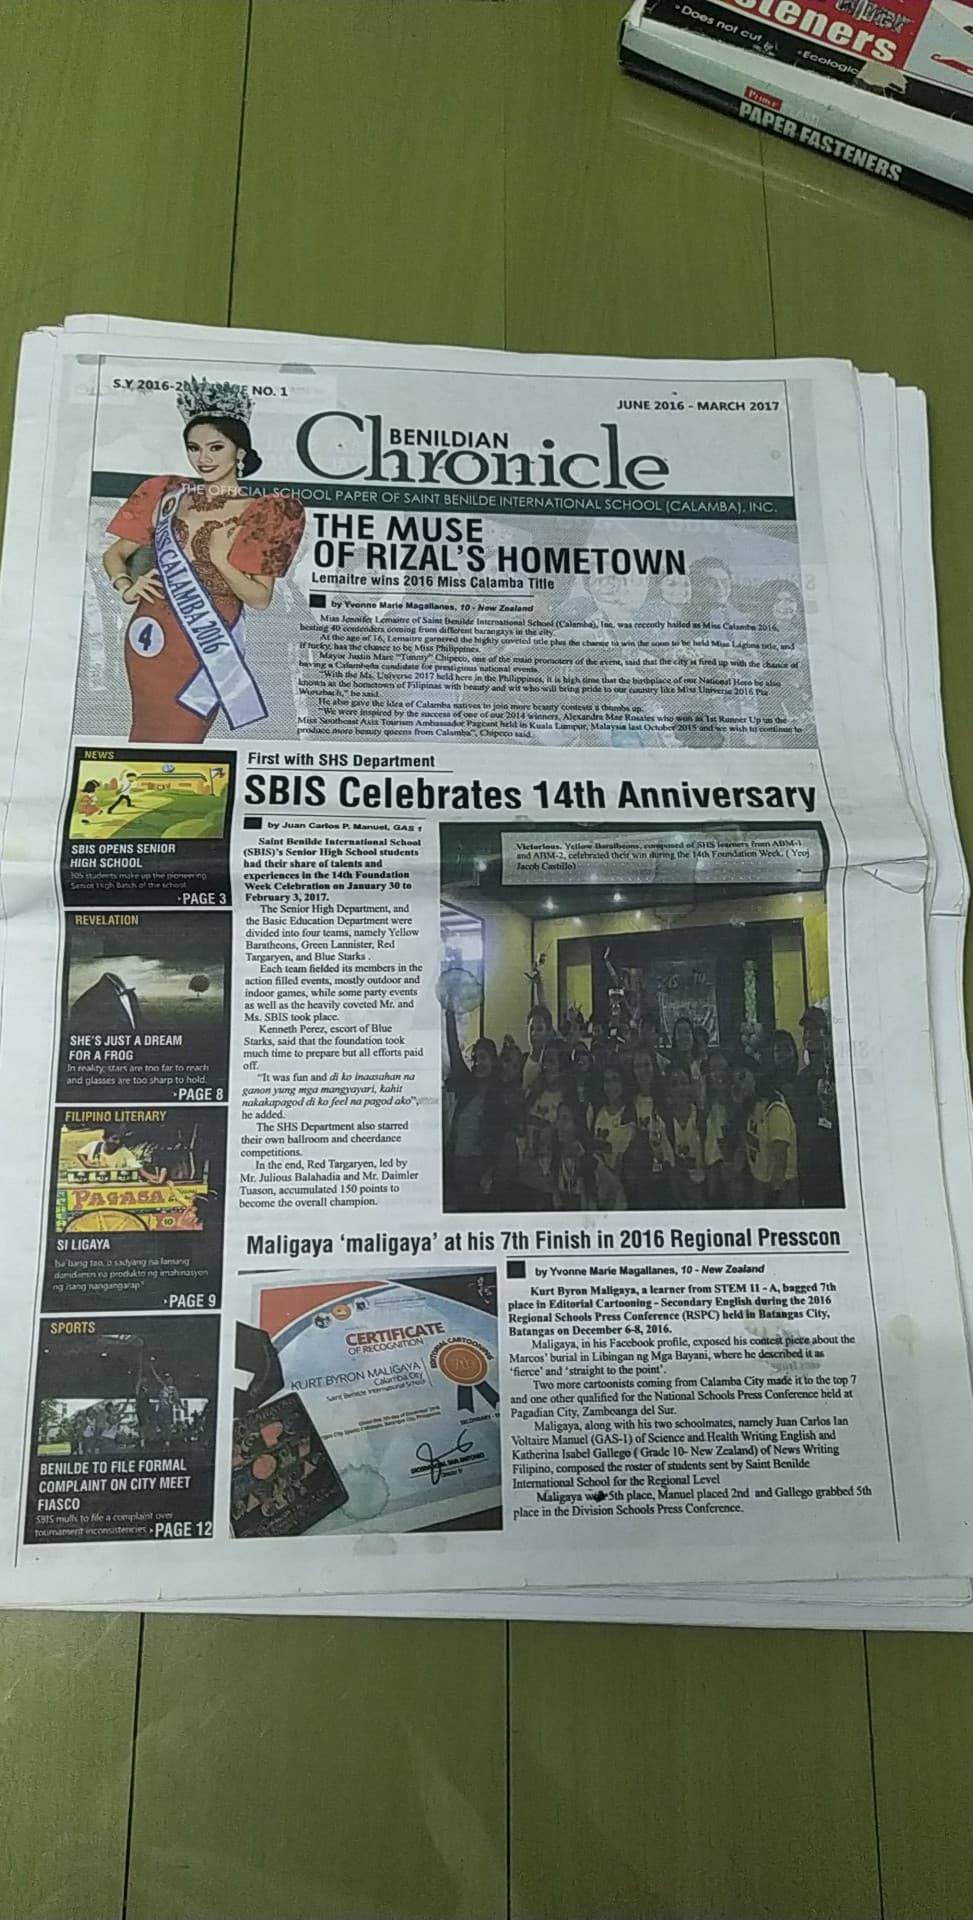 Does not cut
Ecologic
steners
Prince
PAPER FASTENERS
S.Y 2016-2017 ISSUE NO. 1
JUNE 2016 - MARCH 2017
BENILDIAN
Chronicle
THE OFFICIAL SCHOOL PAPER OF SAINT BENILDE INTERNATIONAL SCHOOL (CALAMBA), INC.
MISS CALAMBA 2016
4
THE MUSE
OF RIZAL'S HOMETOWN
Lemaitre wins 2016 Miss Calamba Title
by Yvonne Marie Magallanes, 10 - New Zealand
Miss Jennifer Lemaitre of Saint Benilde International School (Calamba), Inc. was recently hailed as Miss Calamba 2016,
besting 40 contenders coming from different barangays in the city.
At the age of 16, Lemaitre garnered the highly coveted title plus the chance to win the soon to be held Miss Laguna title, and
If lucky, has the chance to be Miss Philippines.
Mayor Justin Marc "Timmy" Chipeco, one of the main promoters of the event, said that the city is fired up with the chance of
having a Calambeña candidate for prestigious national events.
"With the Ms. Universe 2017 held here in the Philippines, it is high time that the birthplace of our National Hero be also
known as the hometown of Filipinas with beauty and wit who will bring pride to our country like Miss Universe 2016 Pia
Wurtzbach," he said.
He also gave the idea of Calamba natives to join more beauty contests a thumbs up.
"We were inspired by the success of one of our 2014 winners, Alexandra Mae Rosales who won as 1st Runner Up on the
Miss Southeast Asia Tourism Ambassador Pageant held in Kuala Lumpur, Malaysia last October 2015 and we wish to continue to
produce more beauty queens from Calamba", Chipeco said.
NEWS
SBIS OPENS SENIOR
HIGH SCHOOL
305 students make up the pioneering
Senior High Batch of the school.
PAGE 3
REVELATION
SHE'S JUST A DREAM
FOR A FROG
In reality, stars are too far to reach
and glasses are too sharp to hold.
PAGE 8
FILIPINO LITERARY
PAGASA
10
SI LIGAYA
Isa bang tao, o sadyang na lamang
damdamin na produkto ng imahinasyon
ng isang nangangarap?
PAGE 9
SPORTS
BENILDE TO FILE FORMAL
COMPLAINT ON CITY MEET
FIASCO
SBIS mulls to file a complaint over
tournament inconsistencies
PAGE 12
First with SHS Department
SBIS Celebrates 14th Anniversary
by Juan Carlos P. Manuel, GAS 1
Saint Benilde International School
(SBIS)'s Senior High School students
had their share of talents and
experiences in the 14th Foundation
Week Celebration on January 30 to
February 3, 2017.
The Senior High Department, and
the Basic Education Department were
divided into four teams, namely Yellow
Baratheons, Green Lannister, Red
Targaryen, and Blue Starks .
Each team fielded its members in the
action filled events, mostly outdoor and
indoor games, while some party events
as well as the heavily coveted Mr. and
Ms. SBIS took place.
Kenneth Perez, escort of Blue
Starks, said that the foundation took
much time to prepare but all efforts paid
off.
"It was fun and di ko inaasahan na
ganon yung mga mangyayari, kahit
nakakapagod di ko feel na pagod ako",
he added.
The SHS Department also starred
their own ballroom and cheerdance
competitions.
In the end, Red Targaryen, led by
Mr. Julious Balahadia and Mr. Daimler
Tuason, accumulated 150 points to
become the overall champion.
Victorious. Yellow Baratheons, composed of SHS learners from ABM-1
and ABM-2, celebrated their win during the 14th Foundation Week. ( Yeoj
Jacob Castillo)
Maligaya 'maligaya' at his 7th Finish in 2016 Regional Presscon
CERTIFICATE
OF RECOGNITION
KURT BYRON MALIGAYA
Calamba City
Saint Benilde International School
EDITORIAL CARTOONING
by Yvonne Marie Magallanes, 10 - New Zealand
Kurt Byron Maligaya, a learner from STEM 11 - A, bagged 7th
place in Editorial Cartooning - Secondary English during the 2016
Regional Schools Press Conference (RSPC) held in Batangas City,
Batangas on December 6-8, 2016.
Maligaya, in his Facebook profile, exposed his contest piece about the
Marcos' burial in Libingan ng Mga Bayani, where he described it as
'fierce' and 'straight to the point'.
Two more cartoonists coming from Calamba City made it to the top 7
and one other qualified for the National Schools Press Conference held at
Pagadian City, Zamboanga del Sur.
Maligaya, along with his two schoolmates, namely Juan Carlos Ian
Voltaire Manuel (GAS-1) of Science and Health Writing English and
Katherina Isabel Gallego ( Grade 10- New Zealand) of News Writing
Filipino, composed the roster of students sent by Saint Benilde
International School for the Regional Level
Maligaya 5th place, Manuel placed 2nd and Gallego grabbed 5th
place in the Division Schools Press Conference.